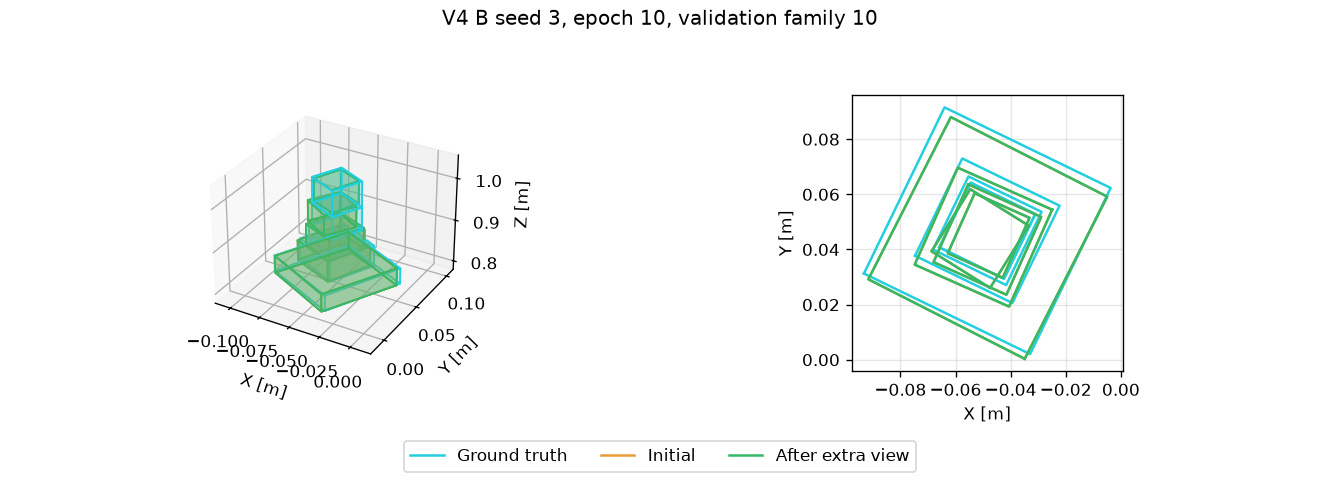 V4 B seed 3, epoch 10, validation family 10
1.0
0.9
0.8
Z [m]
0.10
0.05
0.00
Y [m]
−0.100
−0.075
−0.050
−0.025
0.000
X [m]
0.08
0.06
0.04
0.02
0.00
Y [m]
−0.08 −0.06 −0.04 −0.02 0.00
X [m]
Ground truth Initial After extra view